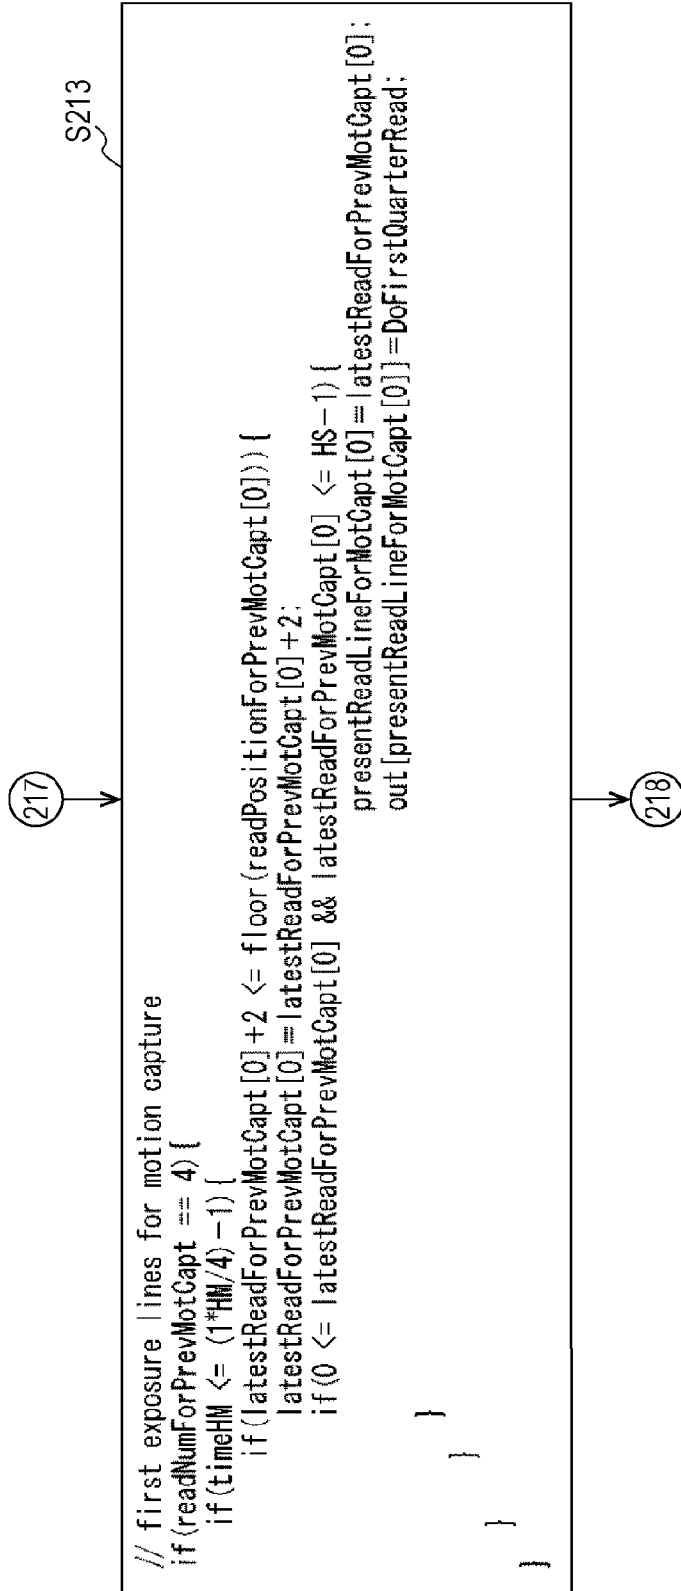 217
S213
// first exposure lines for motion capture
if(readNumForPrevMotCapt == 4){
if(timeHM <= (1*HM/4)-1){
if(latestReadForPrevMotCapt[0]+2 <= floor(readPositionForPrevMotCapt[0])){
latestReadForPrevMotCapt[0]=latestReadForPrevMotCapt[0]+2;
if(0 <= latestReadForPrevMotCapt[0] && latestReadForPrevMotCapt[0] <= HS-1){
presentReadLineForMotCapt[0]=latestReadForPrevMotCapt[0];
out[presentReadLineForMotCapt[0]]=DoFirstQuarterRead;
}
}
}
}
218